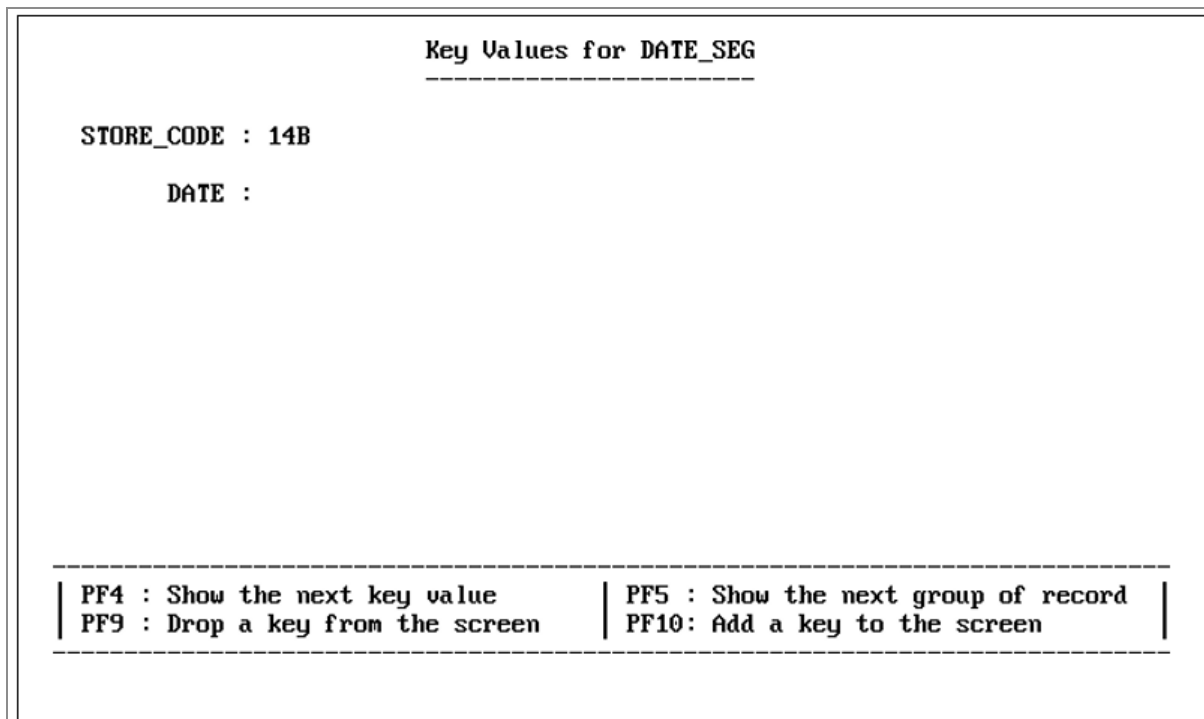 Key Values for DATE_SEG
STORE_CODE : 14B
DATE :
PF4 : Show the next key value | PF5 : Show the next group of record
PF9 : Drop a key from the screen | PF10: Add a key to the screen